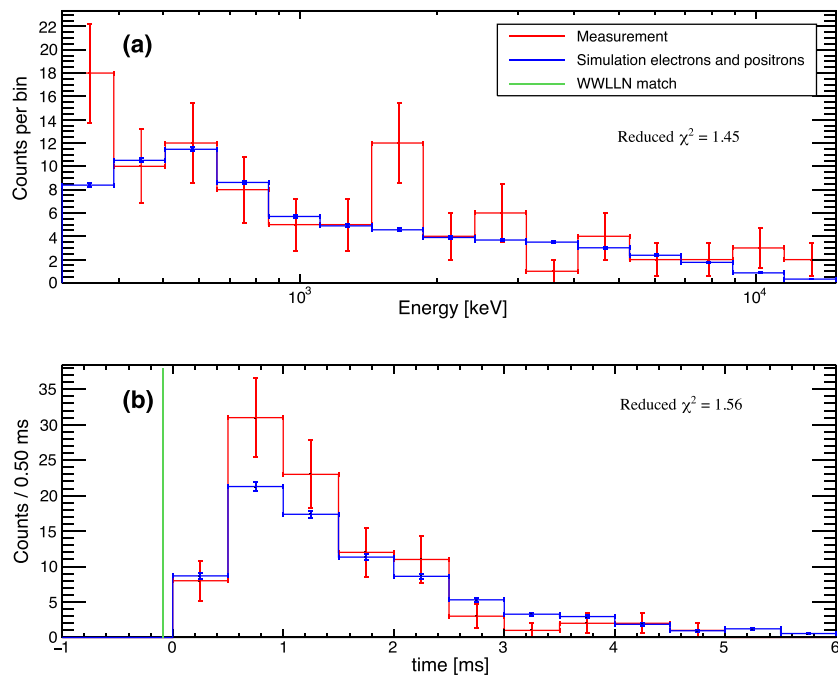 (a)
Measurement
Simulation electrons and positrons
WWLLN match
Reduced χ² = 1.45
Counts per bin
22
20
18
16
14
12
10
8
6
4
2
0
10³
10⁴
Energy [keV]
(b)
Reduced χ² = 1.56
Counts / 0.50 ms
35
30
25
20
15
10
5
0
−1 0 1 2 3 4 5 6
time [ms]